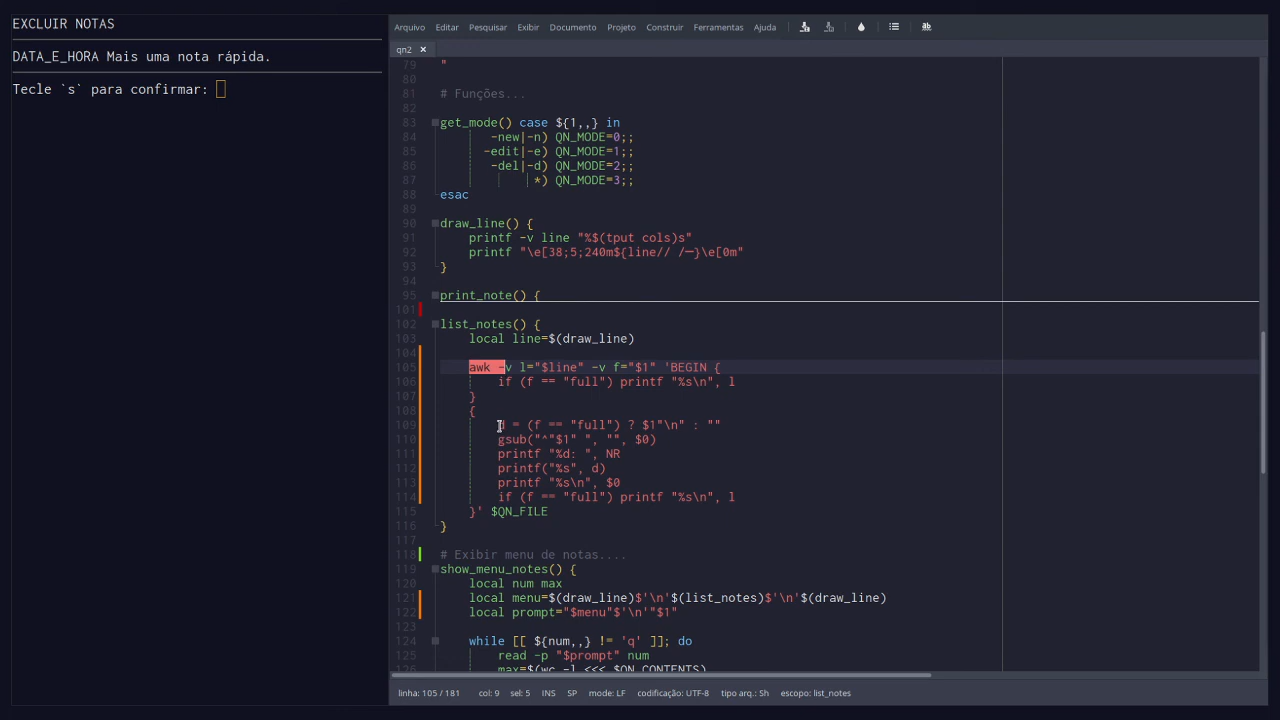 EXCLUIR NOTAS
DATA_E_HORA Mais uma nota rápida.
Tecle `s` para confirmar:
Arquivo Editar Pesquisar Exibir Documento Projeto Construir Ferramentas Ajuda
qn2
79 "
80
81 # Funções...
82
83 get_mode() case ${1,,} in
84 -new|-n) QN_MODE=0;;
85 -edit|-e) QN_MODE=1;;
86 -del|-d) QN_MODE=2;;
87 *) QN_MODE=3;;
88 esac
89
90 draw_line() {
91 printf -v line "%$(tput cols)s"
92 printf "\e[38;5;240m${line// /─}\e[0m"
93 }
94
95 print_note() {
101
102 list_notes() {
103 local line=$(draw_line)
104
105 awk -v l="$line" -v f="$1" 'BEGIN {
106 if (f == "full") printf "%s\n", l
107 }
108 {
109 d = (f == "full") ? $1"\n" : ""
110 gsub("^"$1" ", "", $0)
111 printf "%d: ", NR
112 printf("%s", d)
113 printf "%s\n", $0
114 if (f == "full") printf "%s\n", l
115 }' $QN_FILE
116 }
117
118 # Exibir menu de notas....
119 show_menu_notes() {
120 local num max
121 local menu=$(draw_line)$'\n'$(list_notes)$'\n'$(draw_line)
122 local prompt="$menu"$'\n'"$1"
124 while [[ ${num,,} != 'q' ]]; do
125 read -p "$prompt" num
126 max=$(wc -l <<< $QN_CONTENTS)
linha: 105 / 181 col: 9 sel: 5 INS SP mode: LF codificação: UTF-8 tipo arq.: Sh escopo: list_notes